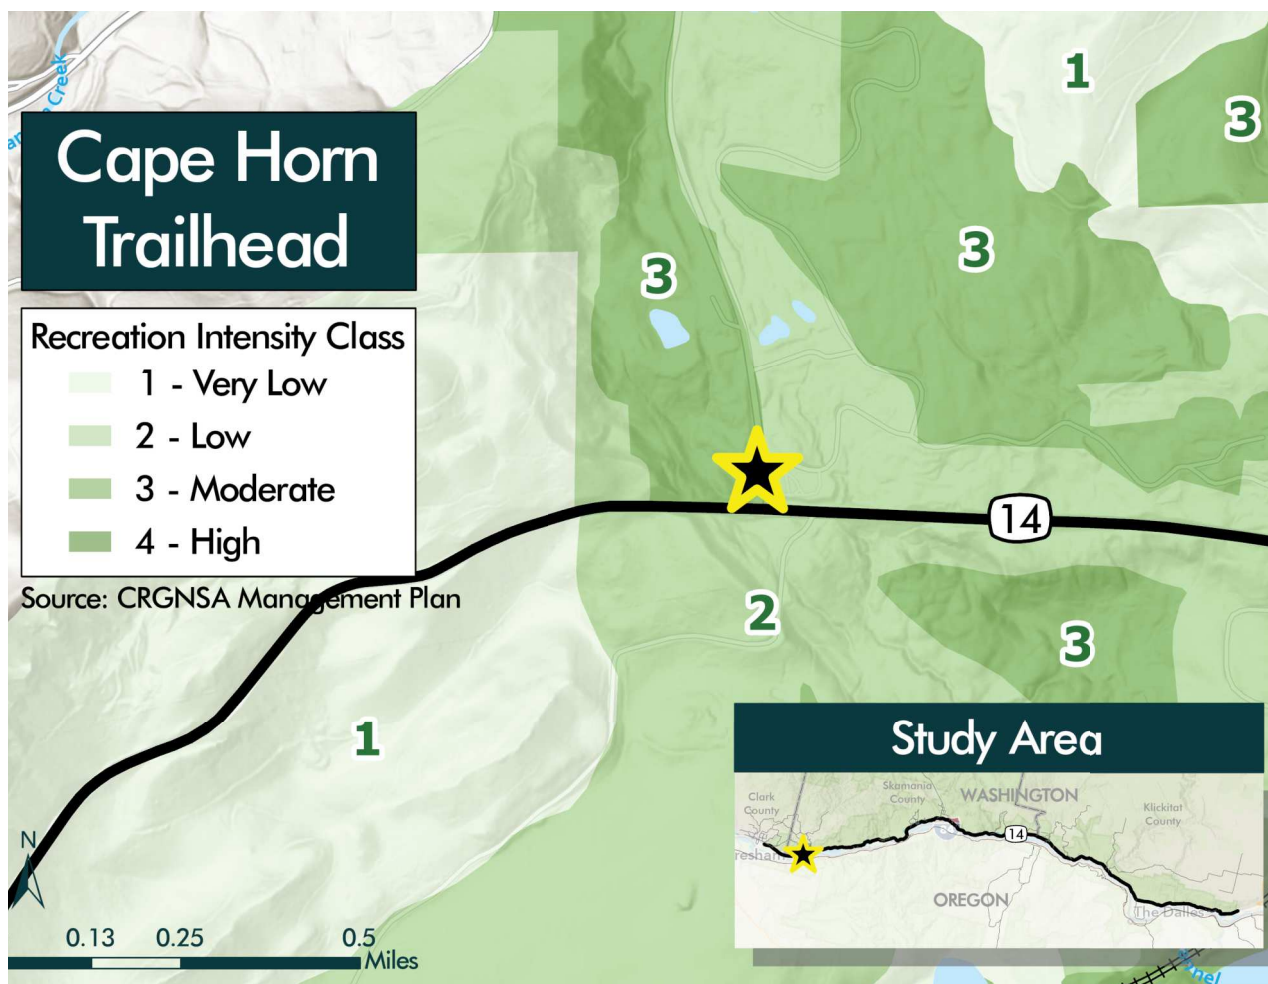 Creek
1
3
Cape Horn
Trailhead
3
3
Recreation Intensity Class
1 - Very Low
2 - Low
3 - Moderate
4 - High
14
Source: CRGNSA Management Plan
2
3
1
Study Area
Clark
County
Skamania
County
WASHINGTON
Klickitat
County
14
OREGON
The Dalles
N
0.13 0.25 0.5
Miles